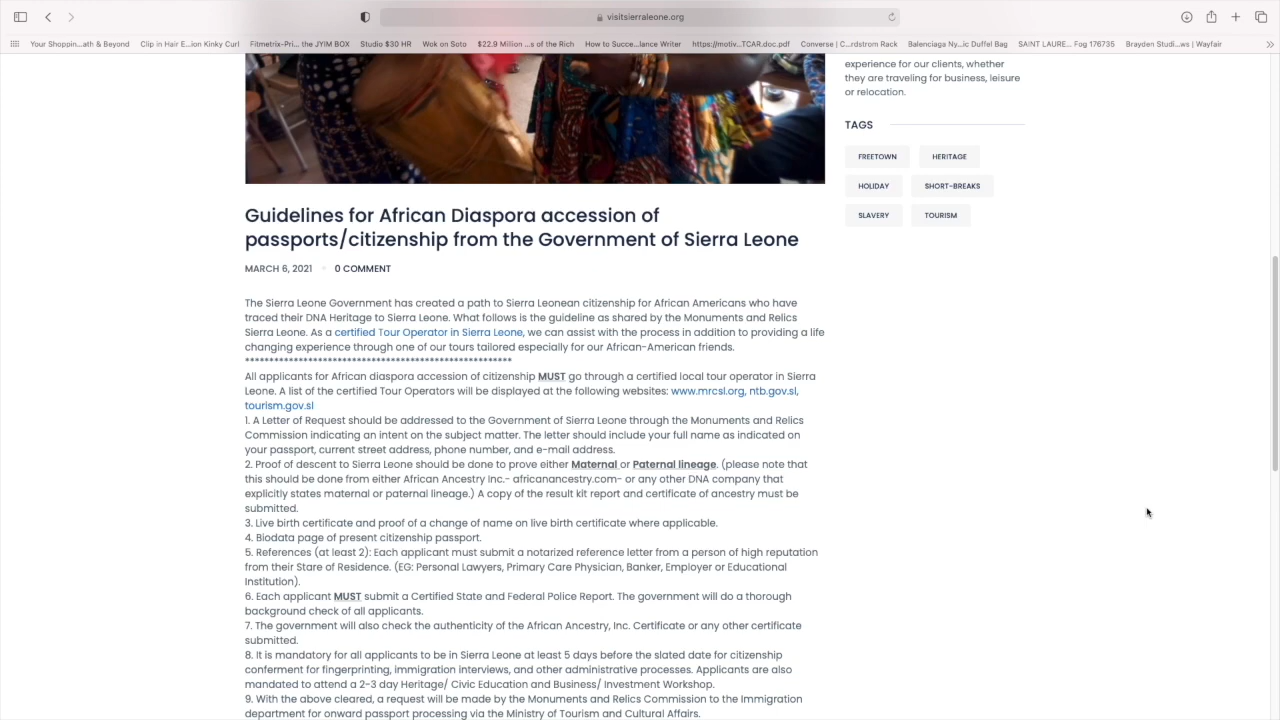 visitsierraleone.org
Your Shoppin...ath & Beyond
Clip in Hair E...ion Kinky Curl
Fitmetrix-Pri... the JYIM BOX
Studio $30 HR
Wok on Soto
$22.9 Million ...s of the Rich
How to Succe...lance Writer
https://motiv...TCAR.doc.pdf
Converse | C...rdstrom Rack
Balenciaga Ny...ic Duffel Bag
SAINT LAURE... Fog 176735
Brayden Studi...ws | Wayfair
experience for our clients, whether
they are traveling for business, leisure
or relocation.
TAGS
FREETOWN
HERITAGE
HOLIDAY
SHORT-BREAKS
SLAVERY
TOURISM
Guidelines for African Diaspora accession of
passports/citizenship from the Government of Sierra Leone
MARCH 6, 2021
0 COMMENT
The Sierra Leone Government has created a path to Sierra Leonean citizenship for African Americans who have
traced their DNA Heritage to Sierra Leone. What follows is the guideline as shared by the Monuments and Relics
Sierra Leone. As a certified Tour Operator in Sierra Leone, we can assist with the process in addition to providing a life
changing experience through one of our tours tailored especially for our African-American friends.
*******************************************************
All applicants for African diaspora accession of citizenship MUST go through a certified local tour operator in Sierra
Leone. A list of the certified Tour Operators will be displayed at the following websites: www.mrcsl.org, ntb.gov.sl,
tourism.gov.sl
1. A Letter of Request should be addressed to the Government of Sierra Leone through the Monuments and Relics
Commission indicating an intent on the subject matter. The letter should include your full name as indicated on
your passport, current street address, phone number, and e-mail address.
2. Proof of descent to Sierra Leone should be done to prove either Maternal or Paternal lineage. (please note that
this should be done from either African Ancestry Inc.- africanancestry.com- or any other DNA company that
explicitly states maternal or paternal lineage.) A copy of the result kit report and certificate of ancestry must be
submitted.
3. Live birth certificate and proof of a change of name on live birth certificate where applicable.
4. Biodata page of present citizenship passport.
5. References (at least 2): Each applicant must submit a notarized reference letter from a person of high reputation
from their Stare of Residence. (EG: Personal Lawyers, Primary Care Physician, Banker, Employer or Educational
Institution).
6. Each applicant MUST submit a Certified State and Federal Police Report. The government will do a thorough
background check of all applicants.
7. The government will also check the authenticity of the African Ancestry, Inc. Certificate or any other certificate
submitted.
8. It is mandatory for all applicants to be in Sierra Leone at least 5 days before the slated date for citizenship
conferment for fingerprinting, immigration interviews, and other administrative processes. Applicants are also
mandated to attend a 2-3 day Heritage/ Civic Education and Business/ Investment Workshop.
9. With the above cleared, a request will be made by the Monuments and Relics Commission to the Immigration
department for onward passport processing via the Ministry of Tourism and Cultural Affairs.